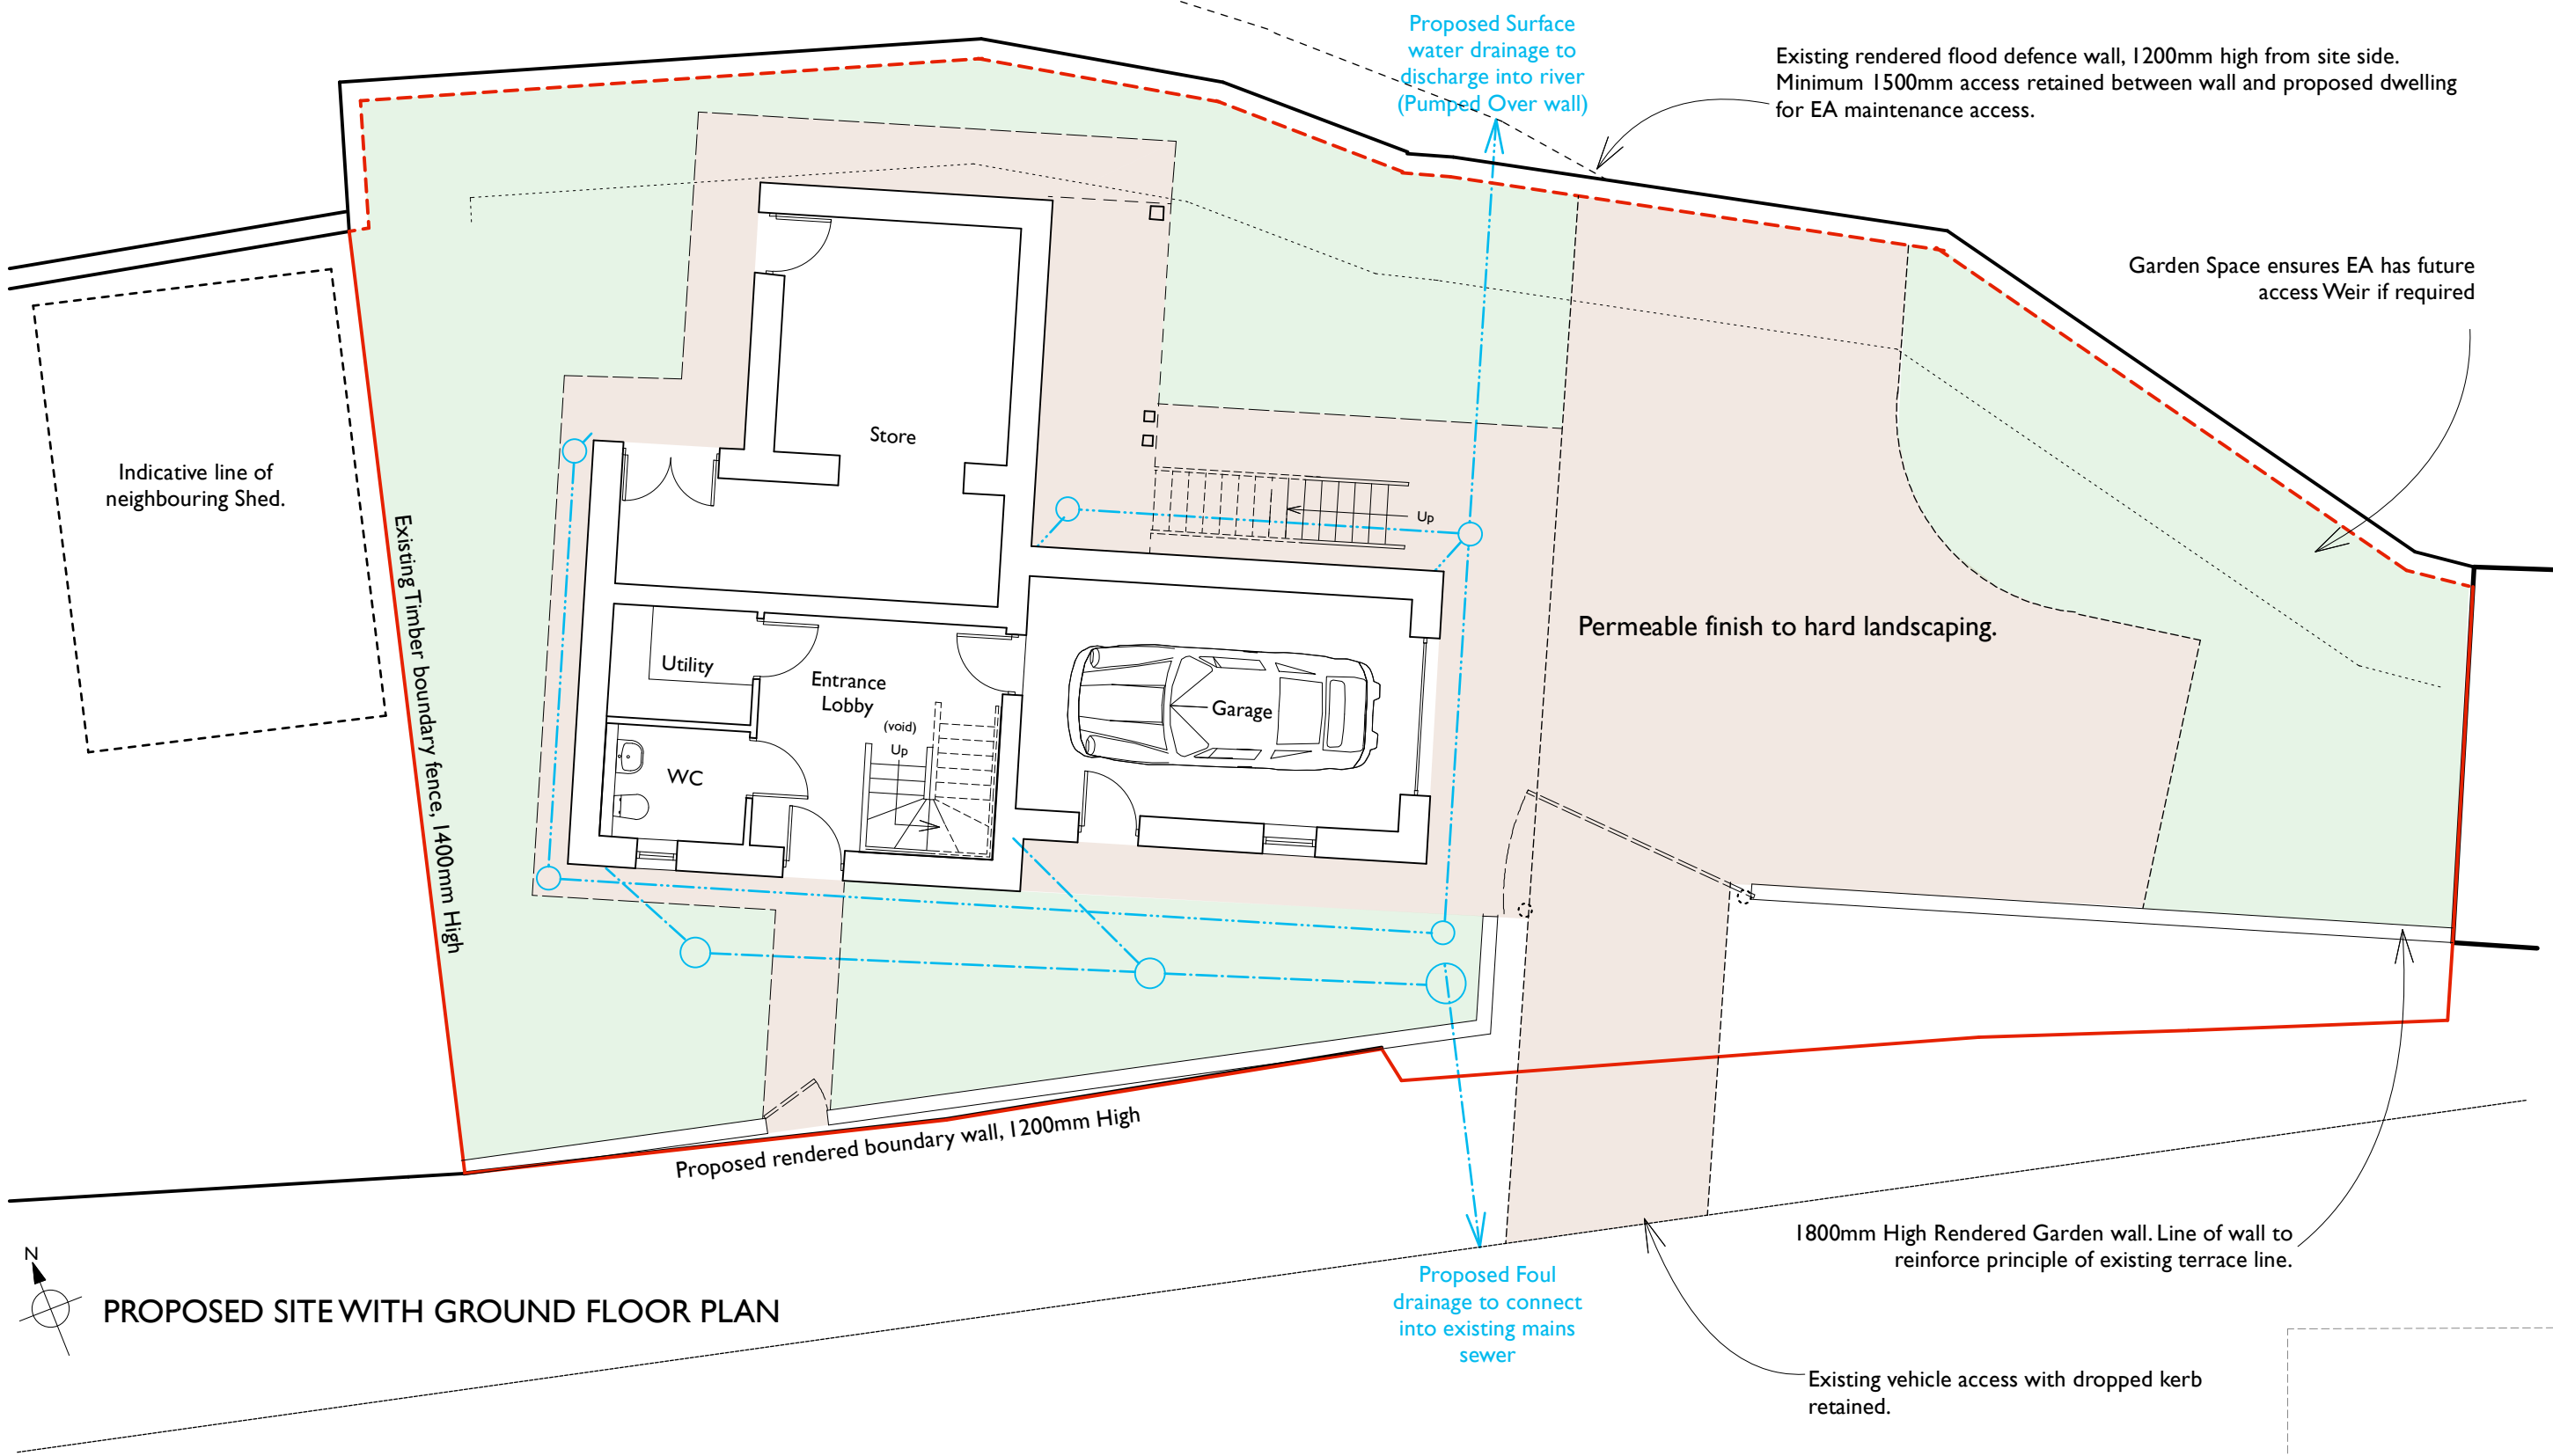 Proposed Surface
water drainage to
discharge into river
(Pumped Over wall)
Existing rendered flood defence wall, 1200mm high from site side.
Minimum 1500mm access retained between wall and proposed dwelling
for EA maintenance access.
Garden Space ensures EA has future
access Weir if required
Indicative line of
neighbouring Shed.
Existing Timber boundary fence, 1400mm High
Store
Up
Permeable finish to hard landscaping.
Utility
Entrance
Lobby
(void)
Up
Garage
WC
Proposed rendered boundary wall, 1200mm High
1800mm High Rendered Garden wall. Line of wall to
reinforce principle of existing terrace line.
N
PROPOSED SITE WITH GROUND FLOOR PLAN
Proposed Foul
drainage to connect
into existing mains
sewer
Existing vehicle access with dropped kerb
retained.